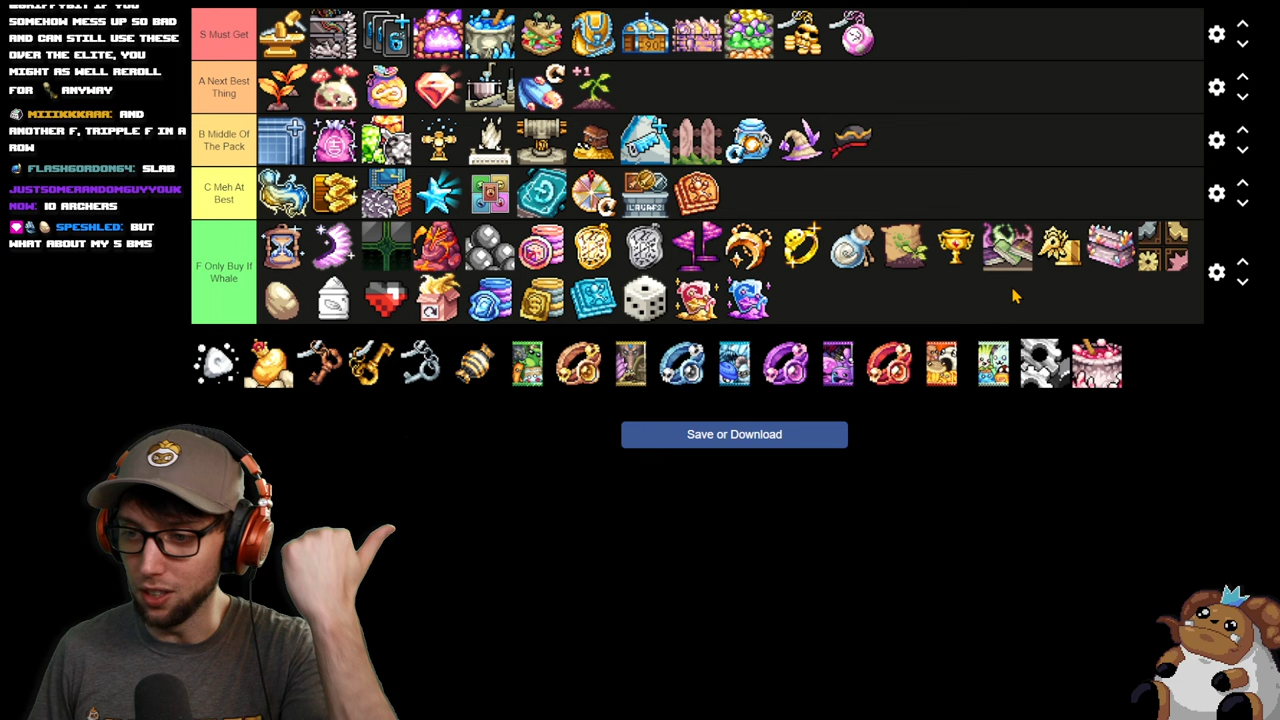 SOMEHOW MESS UP SO BAD
AND CAN STILL USE THESE
OVER THE ELITE, YOU
MIGHT AS WELL REROLL
FOR ANYWAY
MIIIKKKARA: AND
ANOTHER F, TRIPPLE F IN A
ROW
FLASHGORDON64: SLAB
JUSTSOMERANDOMGUYYOUK
NOW: 10 ARCHERS
SPESHLED: BUT
WHAT ABOUT MY 5 BMS
S Must Get
A Next Best
Thing
+1
B Middle Of
The Pack
C Meh At
Best
F Only Buy If
Whale
Save or Download